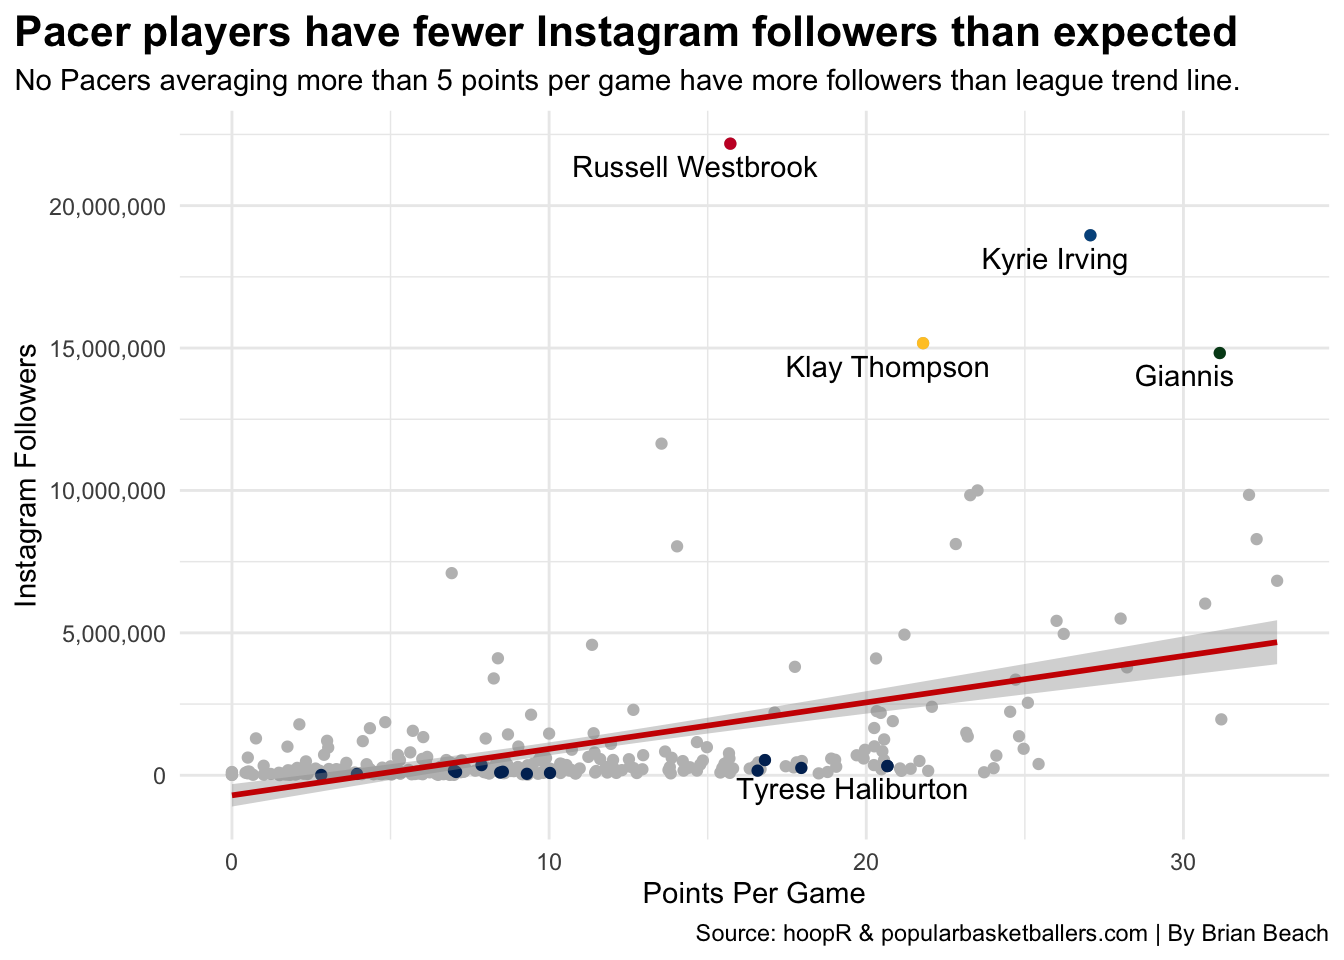 Pacer players have fewer Instagram followers than expected
No Pacers averaging more than 5 points per game have more followers than league trend line.
Russell Westbrook
20,000,000
Kyrie Irving
15,000,000
Klay Thompson
Giannis
Instagram Followers
10,000,000
5,000,000
0
Tyrese Haliburton
0
10
20
30
Points Per Game
Source: hoopR & popularbasketballers.com | By Brian Beach